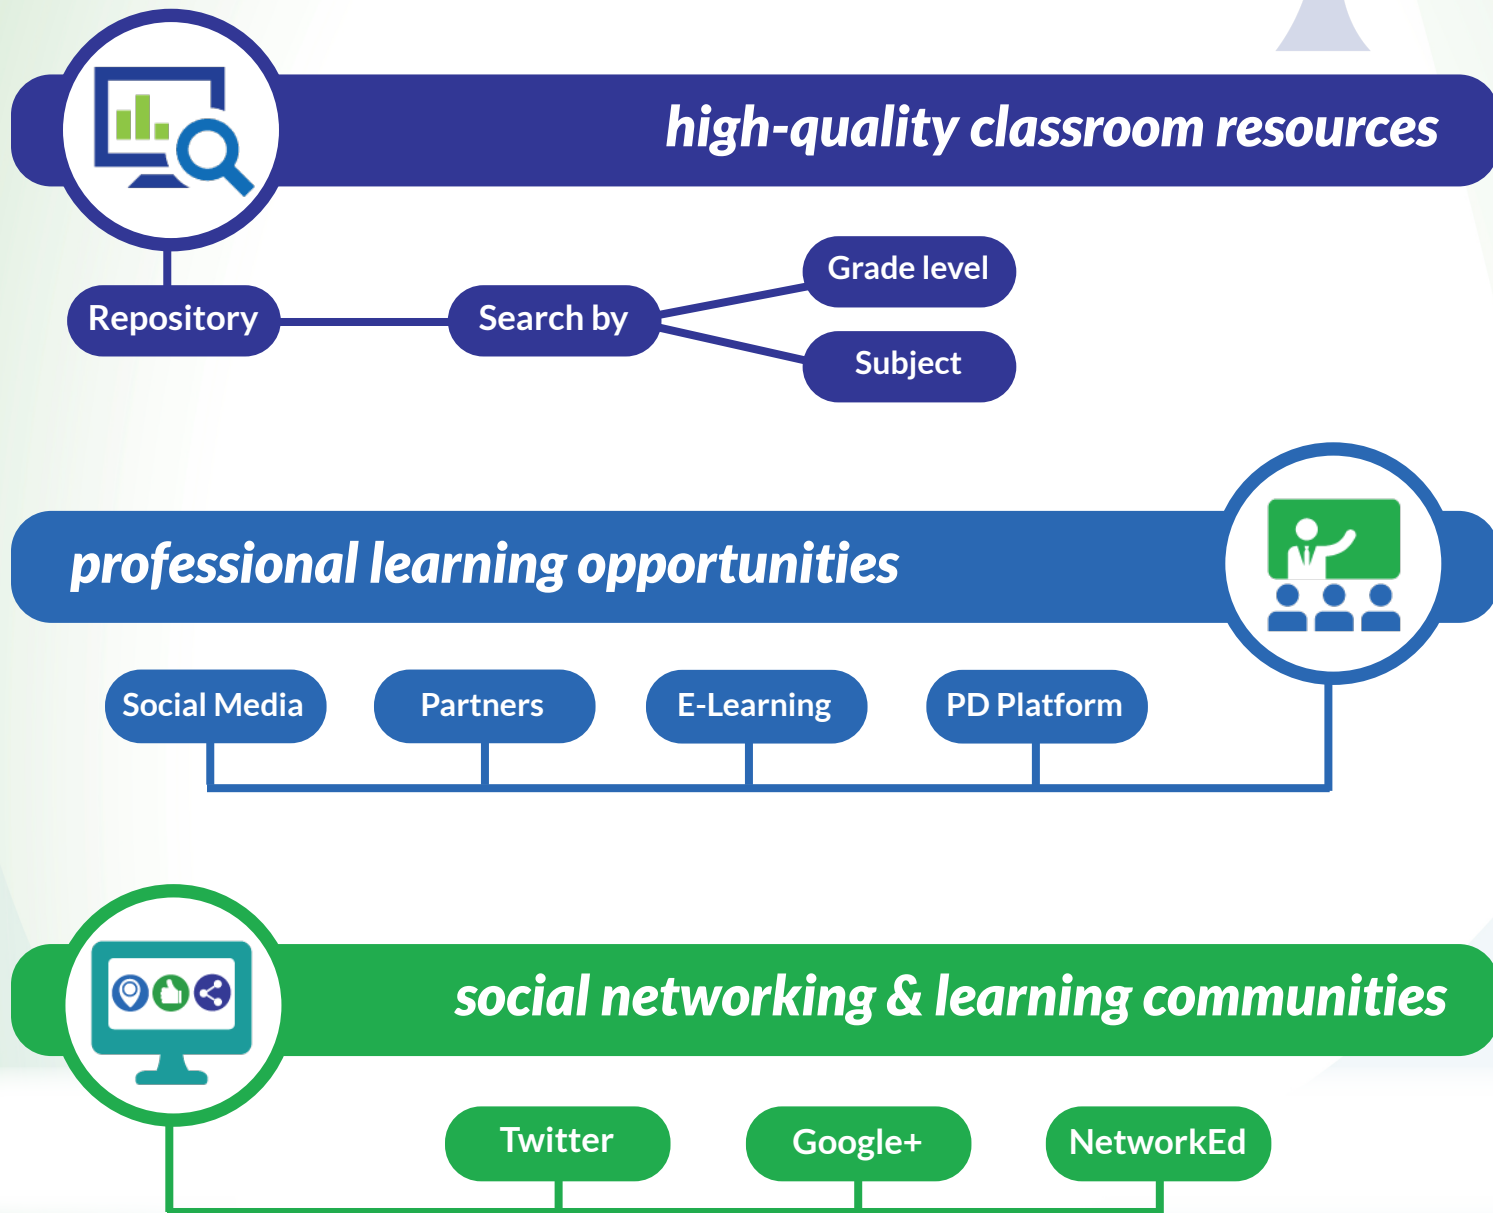 high-quality classroom resources
Grade level
Repository
Search by
Subject
professional learning opportunities
Social Media
Partners
E-Learning
PD Platform
social networking & learning communities
Twitter
Google+
NetworkEd